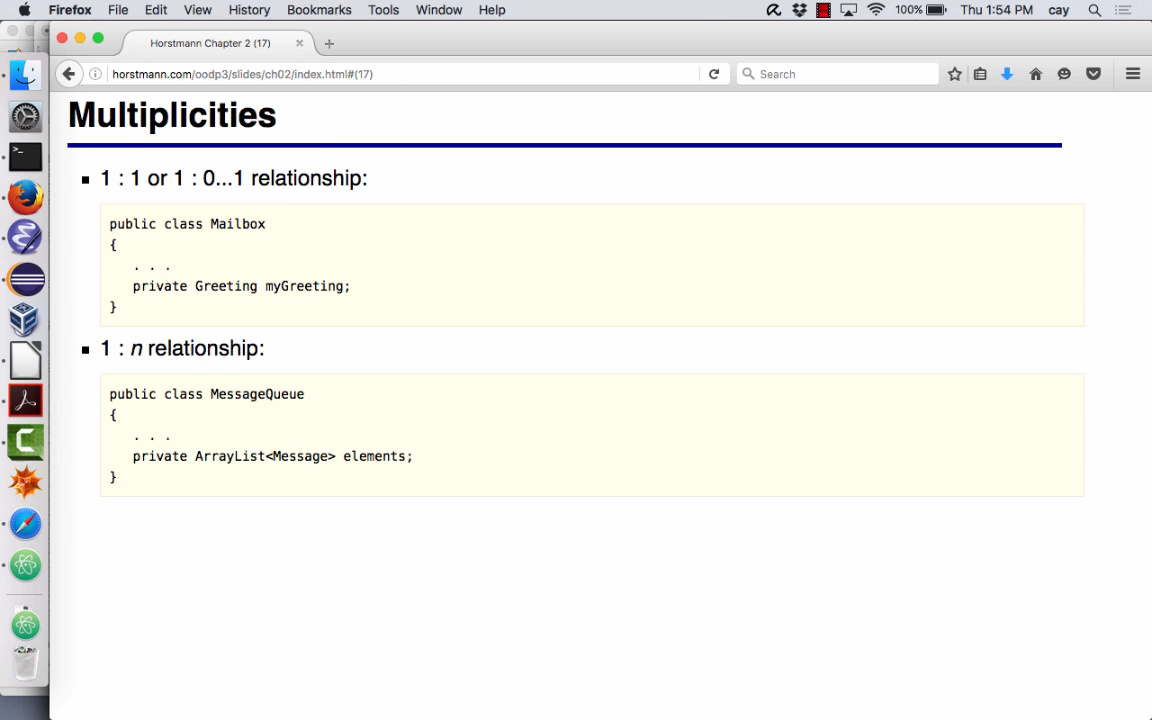 Firefox File Edit View History Bookmarks Tools Window Help 100% Thu 1:54 PM cay
Horstmann Chapter 2 (17)
horstmann.com/oodp3/slides/ch02/index.html#(17) Search
Multiplicities
1 : 1 or 1 : 0...1 relationship:
public class Mailbox
{
. . .
private Greeting myGreeting;
}
1 : n relationship:
public class MessageQueue
{
. . .
private ArrayList<Message> elements;
}